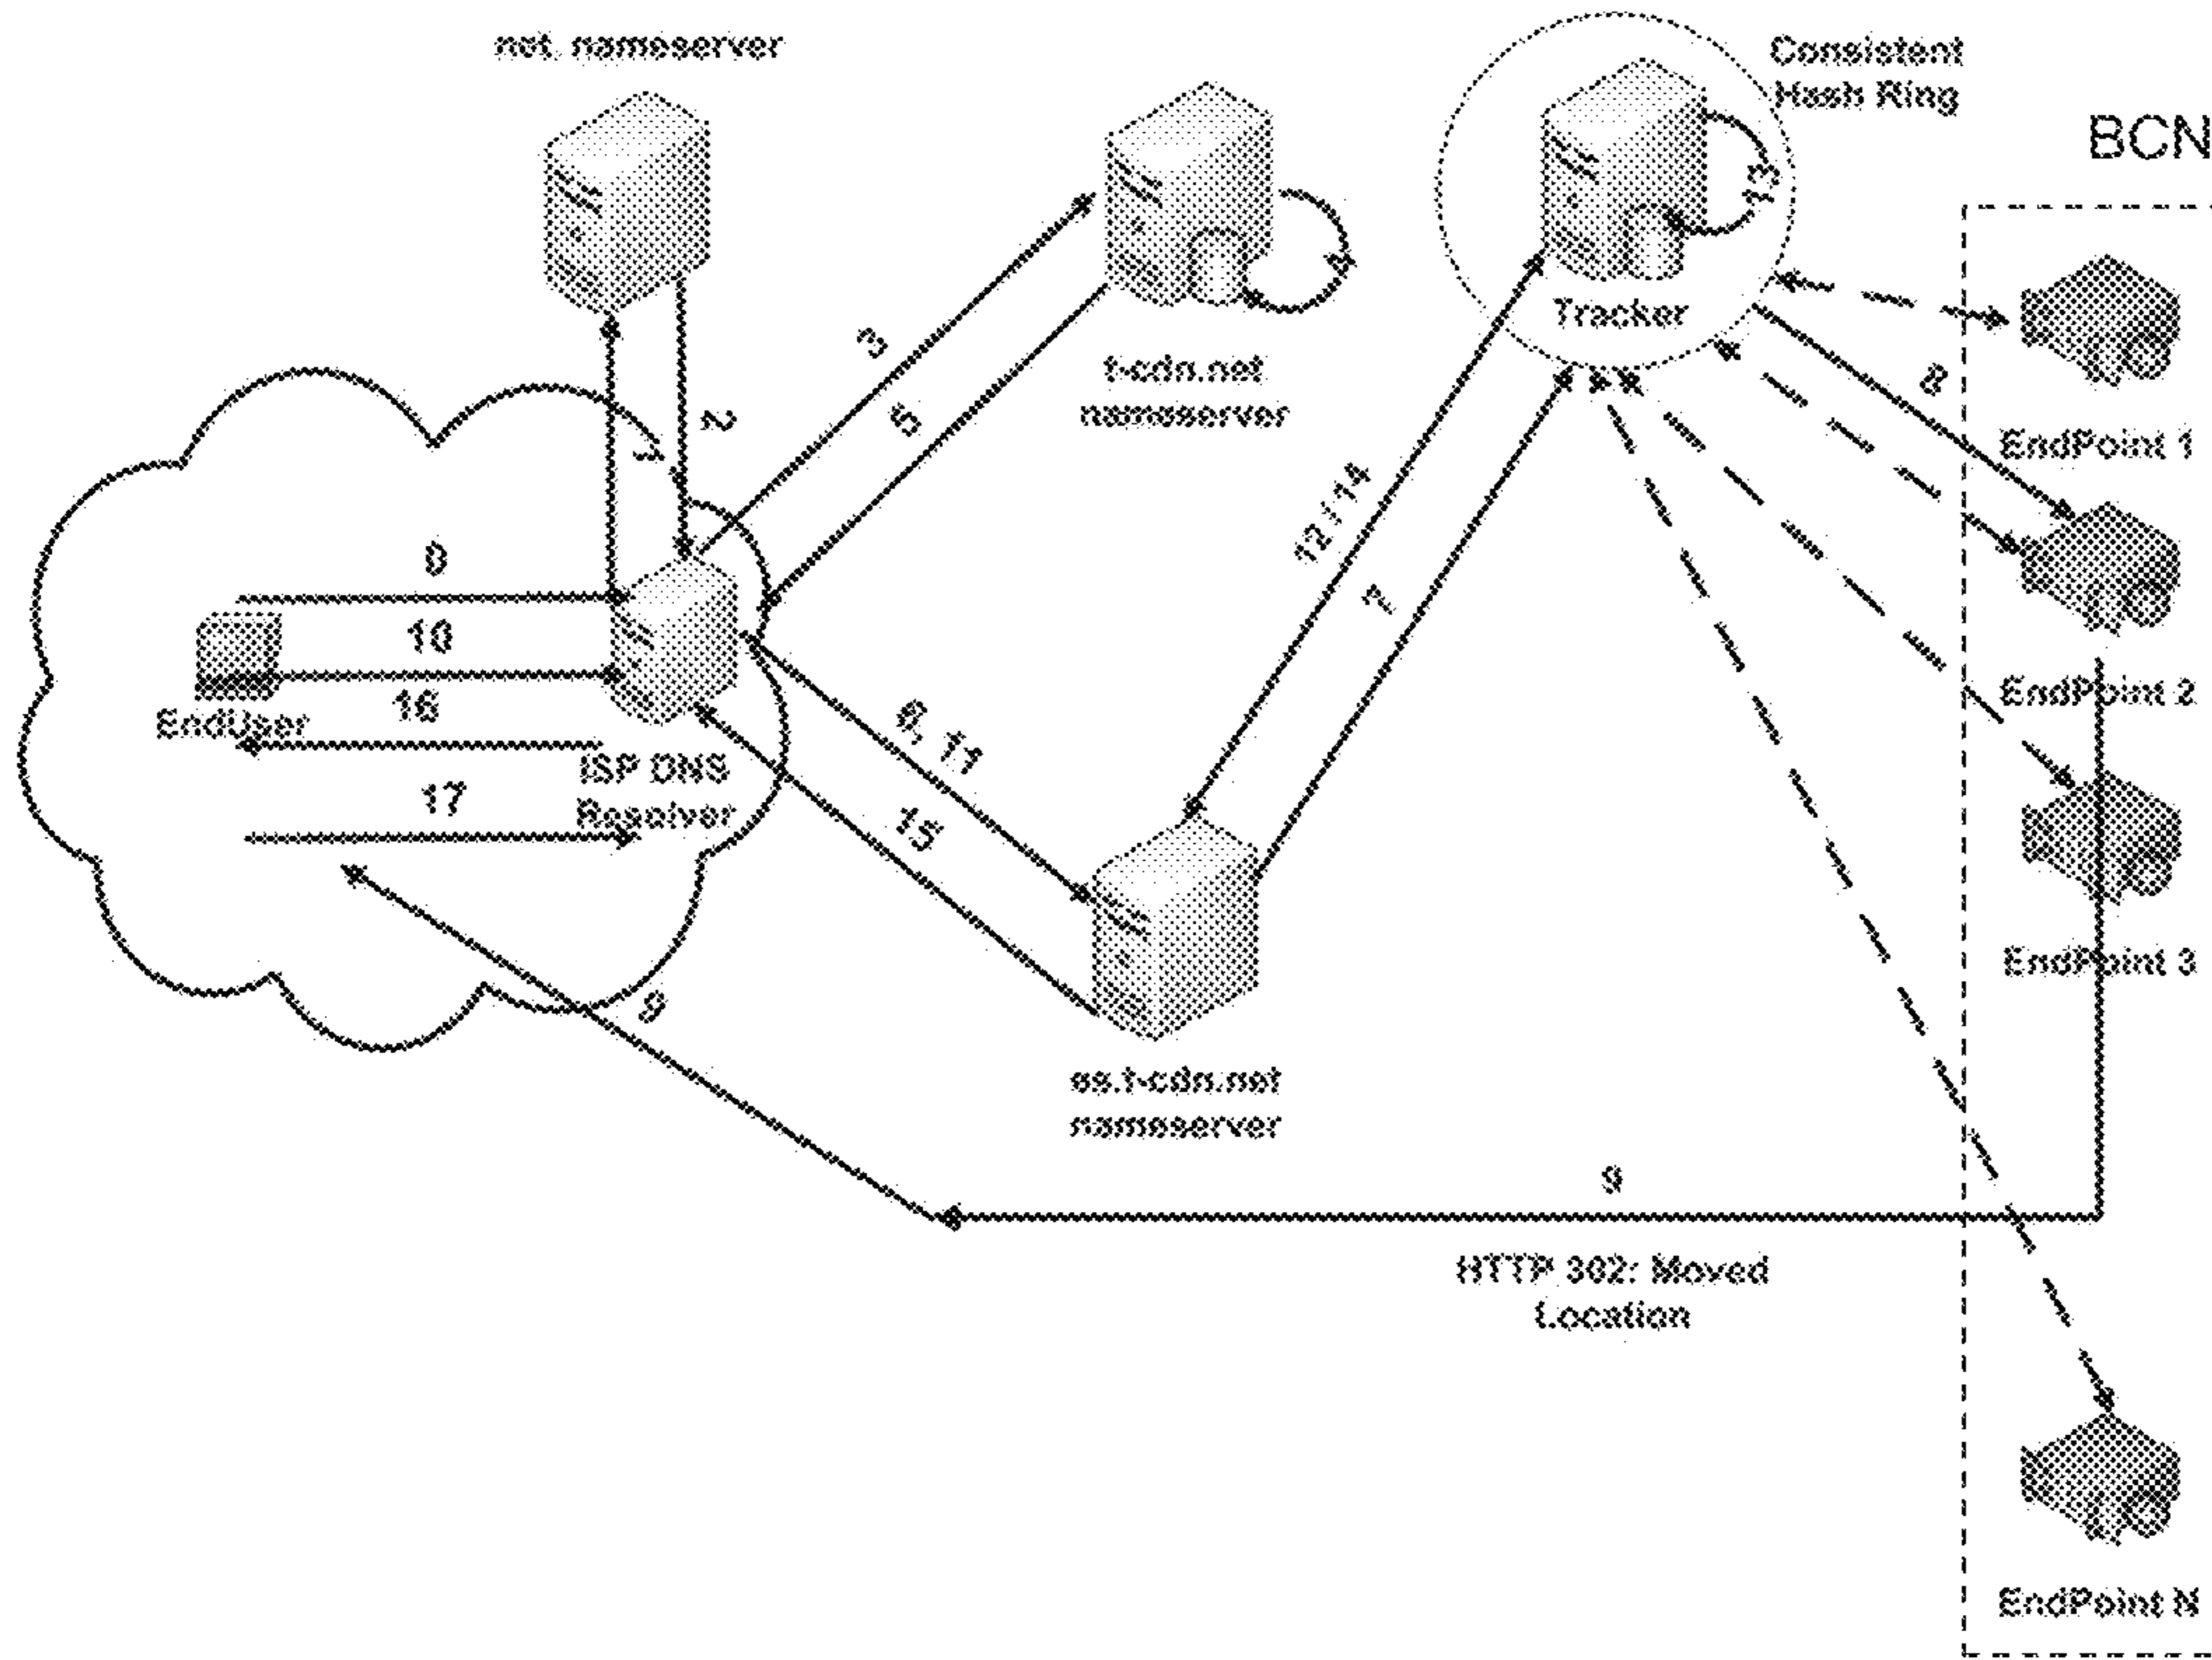 net. nameserver
Consistent
Hash Ring
BCN
13
4
Tracker
3
t-cdn.net
nameserver
5
8
2
1
EndPoint 1
12 / 14
0
7
10
EndPoint 2
16
EndUser
6, 11
ISP DNS
Resolver
17
15
EndPoint 3
9
es.t-cdn.net
nameserver
9
HTTP 302: Moved
Location
EndPoint N